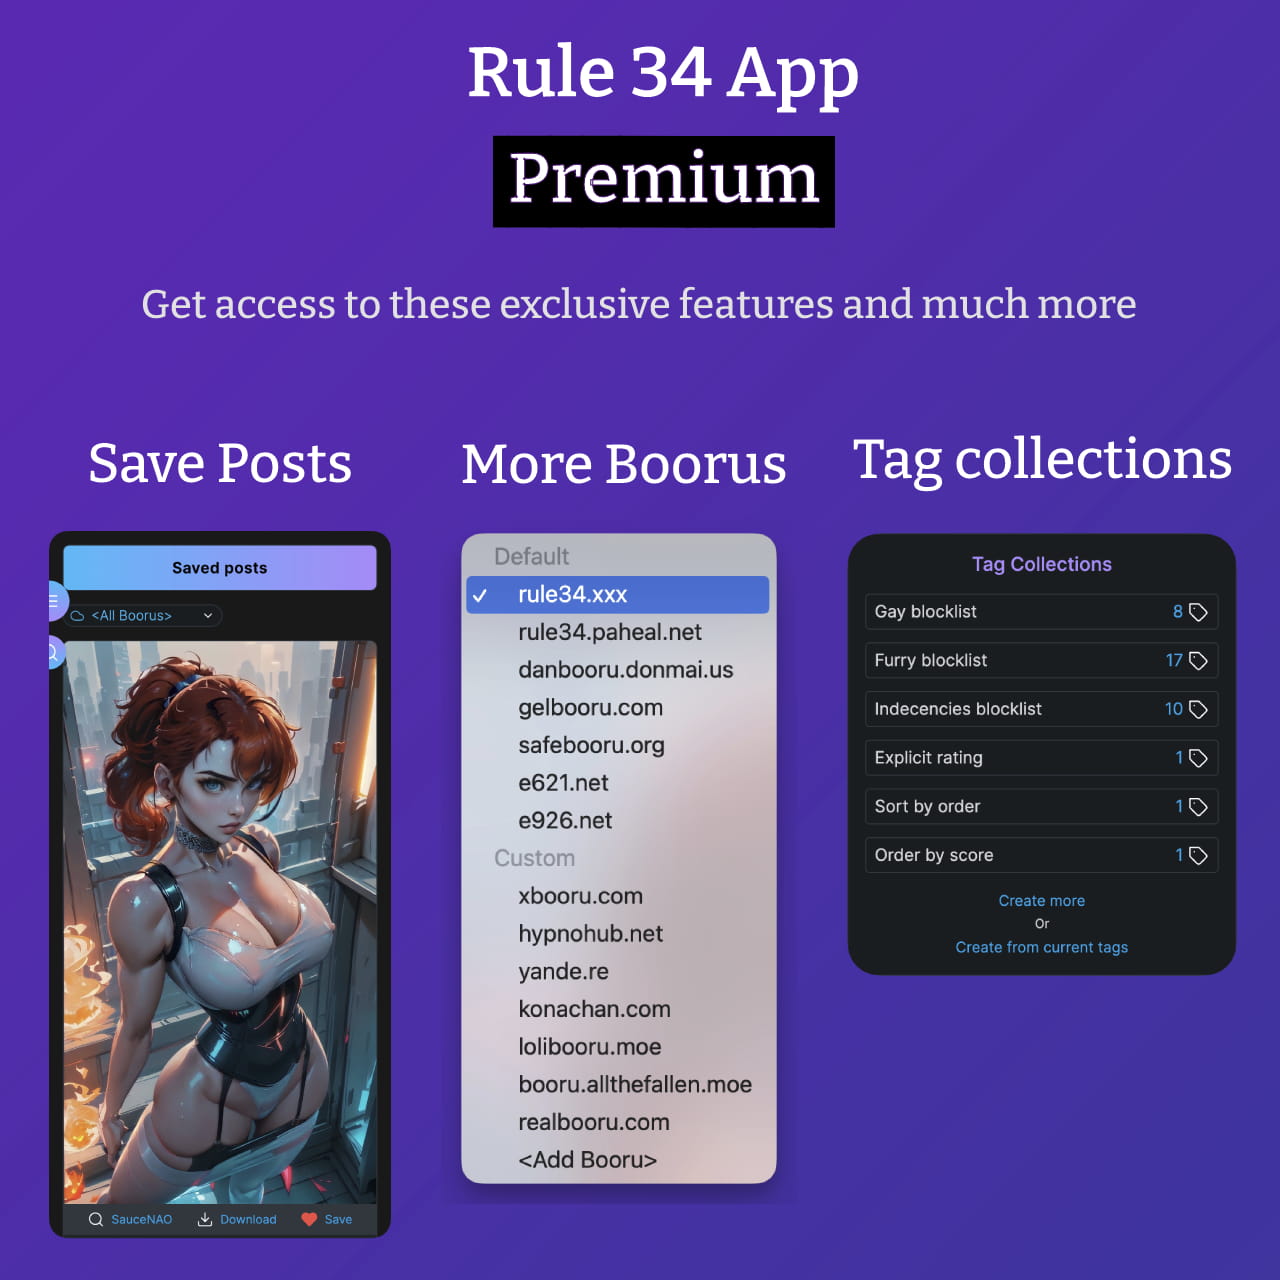 Rule 34 App
Premium
Get access to these exclusive features and much more
Save Posts
Saved posts
<All Boorus>
SauceNAO
Download
Save
More Boorus
Default
✓ rule34.xxx
rule34.paheal.net
danbooru.donmai.us
gelbooru.com
safebooru.org
e621.net
e926.net
Custom
xbooru.com
hypnohub.net
yande.re
konachan.com
lolibooru.moe
booru.allthefallen.moe
realbooru.com
<Add Booru>
Tag collections
Tag Collections
Gay blocklist 8
Furry blocklist 17
Indecencies blocklist 10
Explicit rating 1
Sort by order 1
Order by score 1
Create more
Or
Create from current tags